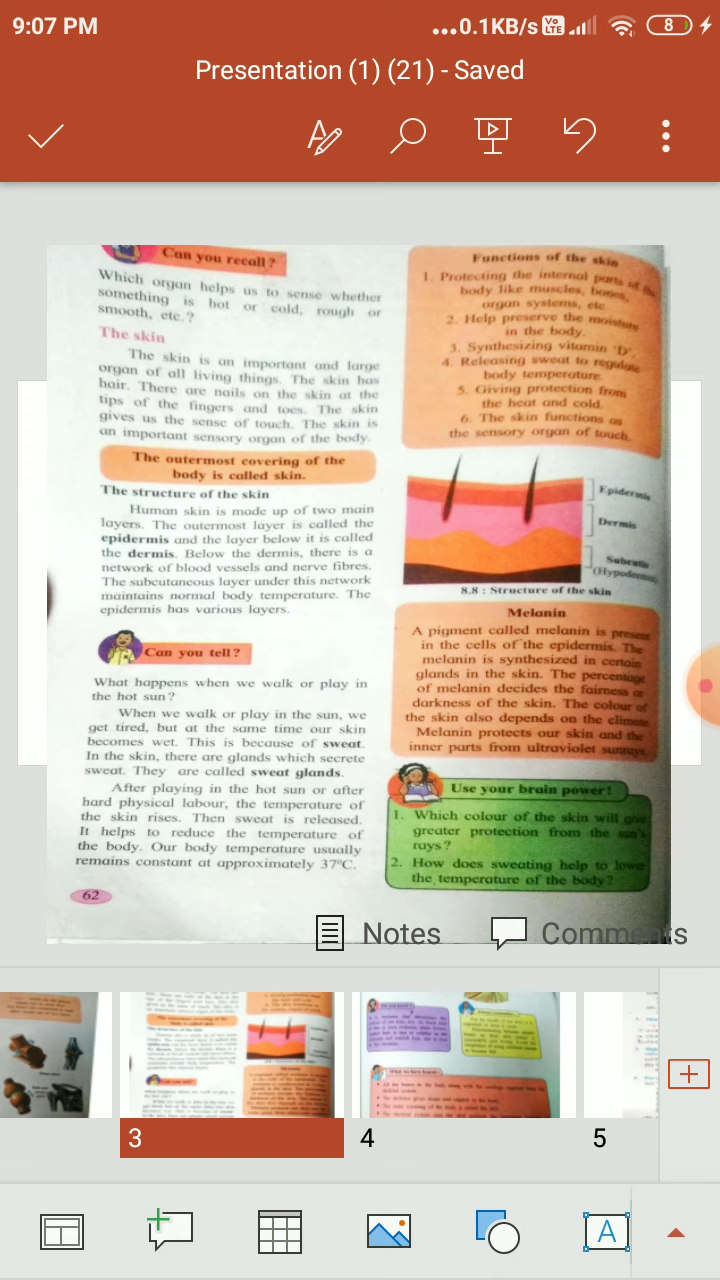 9:07 PM
...0.1KB/s
Vo LTE
8
Presentation (1) (21) - Saved
Can you recall ?
Which organ helps us to sense whether
something is hot or cold, rough or
smooth, etc. ?
The skin
The skin is an important and large
organ of all living things. The skin has
hair. There are nails on the skin at the
tips of the fingers and toes. The skin
gives us the sense of touch. The skin is
an important sensory organ of the body.
The outermost covering of the
body is called skin.
The structure of the skin
Human skin is made up of two main
layers. The outermost layer is called the
epidermis and the layer below it is called
the dermis. Below the dermis, there is a
network of blood vessels and nerve fibres.
The subcutaneous layer under this network
maintains normal body temperature. The
epidermis has various layers.
Can you tell ?
What happens when we walk or play in
the hot sun ?
When we walk or play in the sun, we
get tired, but at the same time our skin
becomes wet. This is because of sweat.
In the skin, there are glands which secrete
sweat. They are called sweat glands.
After playing in the hot sun or after
hard physical labour, the temperature of
the skin rises. Then sweat is released.
It helps to reduce the temperature of
the body. Our body temperature usually
remains constant at approximately 37°C.
62
Functions of the skin
1. Protecting the internal parts of the
body like muscles, bones,
organ systems, etc
2. Help preserve the moisture
in the body.
3. Synthesizing vitamin 'D'.
4. Releasing sweat to regulate
body temperature.
5. Giving protection from
the heat and cold.
6. The skin functions as
the sensory organ of touch.
Epidermis
Dermis
Subcutis
(Hypodermis)
8.8 : Structure of the skin
Melanin
A pigment called melanin is present
in the cells of the epidermis. The
melanin is synthesized in certain
glands in the skin. The percentage
of melanin decides the fairness or
darkness of the skin. The colour of
the skin also depends on the climate.
Melanin protects our skin and the
inner parts from ultraviolet sunrays.
Use your brain power !
1. Which colour of the skin will give
greater protection from the sun's
rays ?
2. How does sweating help to lower
the temperature of the body ?
Notes
Comments
3
4
5
A